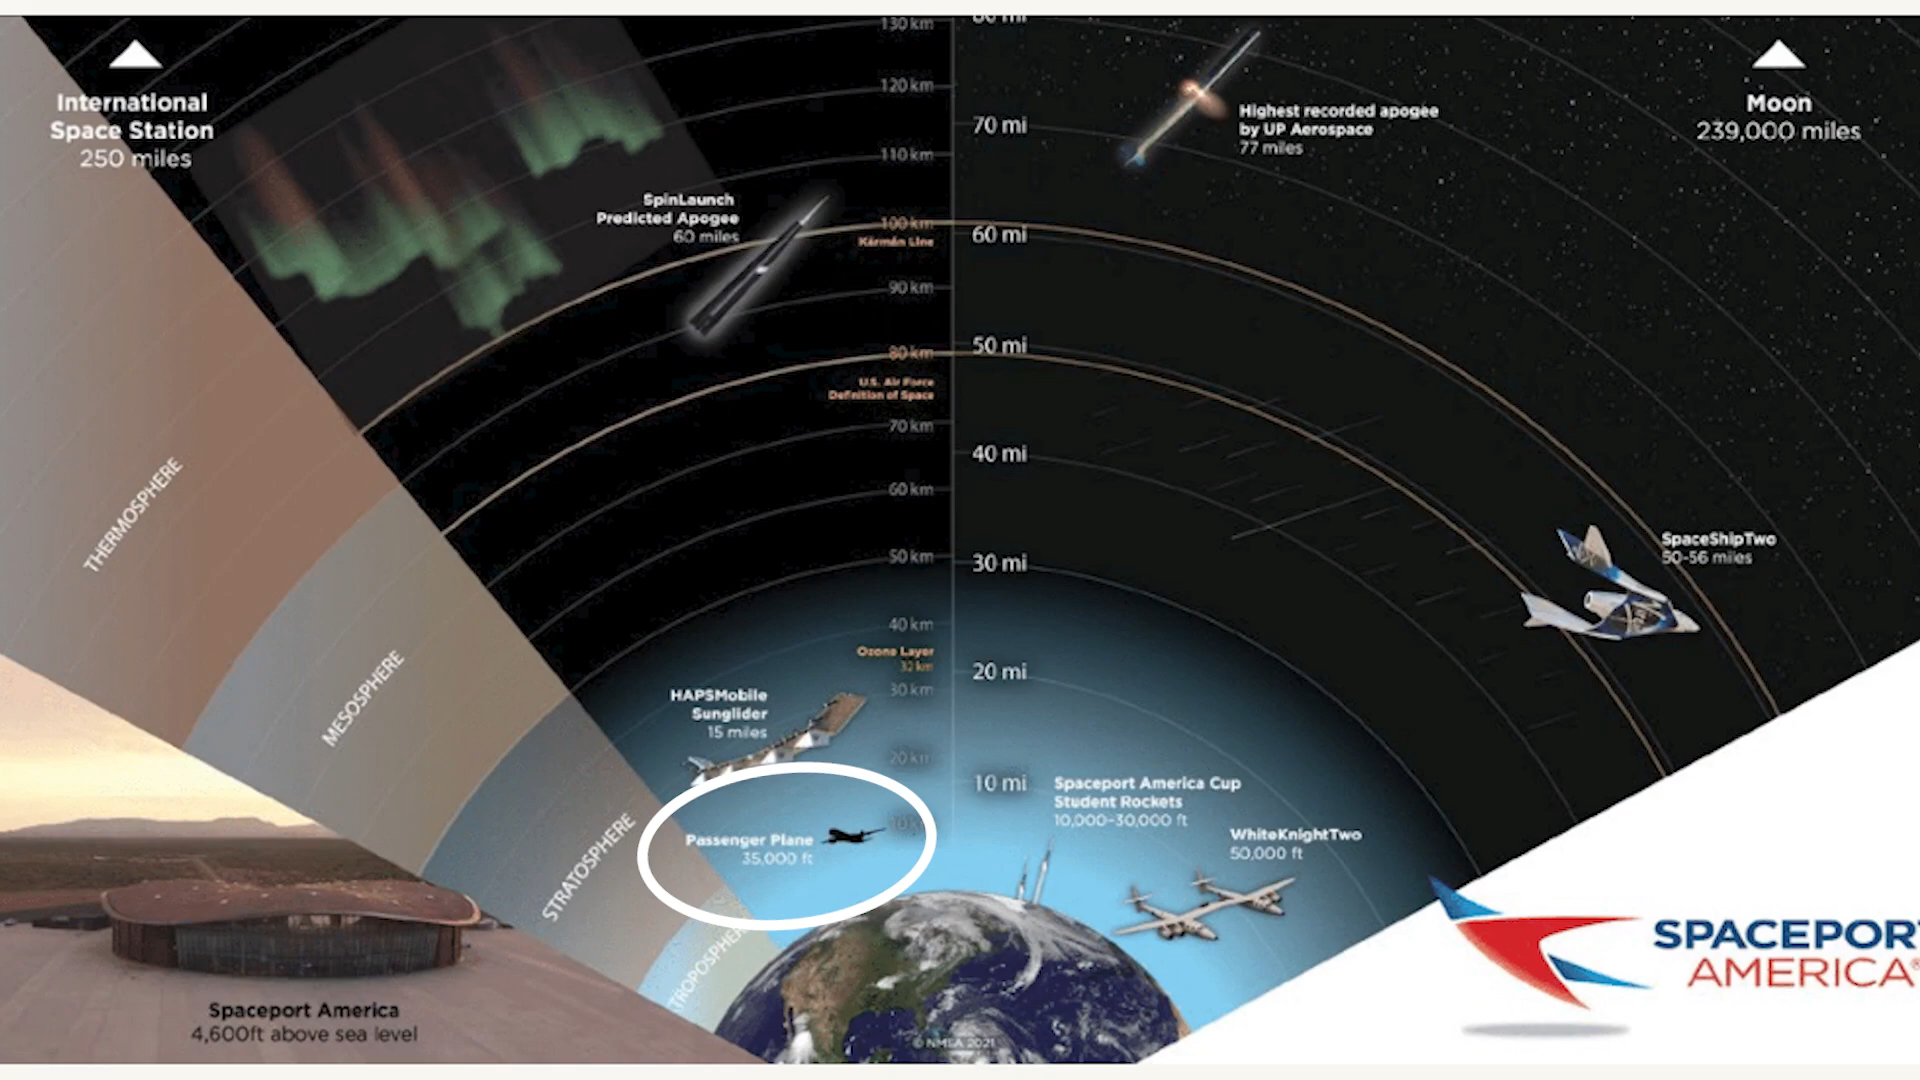 International
Space Station
250 miles
Moon
239,000 miles
Highest recorded apogee
by UP Aerospace
77 miles
SpinLaunch
Predicted Apogee
60 miles
130 km
120 km
110 km
100 km
Kármán Line
90 km
80 km
U.S. Air Force
Definition of Space
70 km
60 km
50 km
40 km
Ozone Layer
32 km
30 km
20 km
70 mi
60 mi
50 mi
40 mi
30 mi
20 mi
10 mi
THERMOSPHERE
MESOSPHERE
STRATOSPHERE
TROPOSPHERE
SpaceShipTwo
50-56 miles
HAPSMobile
Sunglider
15 miles
Passenger Plane
35,000 ft
Spaceport America Cup
Student Rockets
10,000-30,000 ft
WhiteKnightTwo
50,000 ft
Spaceport America
4,600ft above sea level
© NMSA 2021
SPACEPORT
AMERICA®